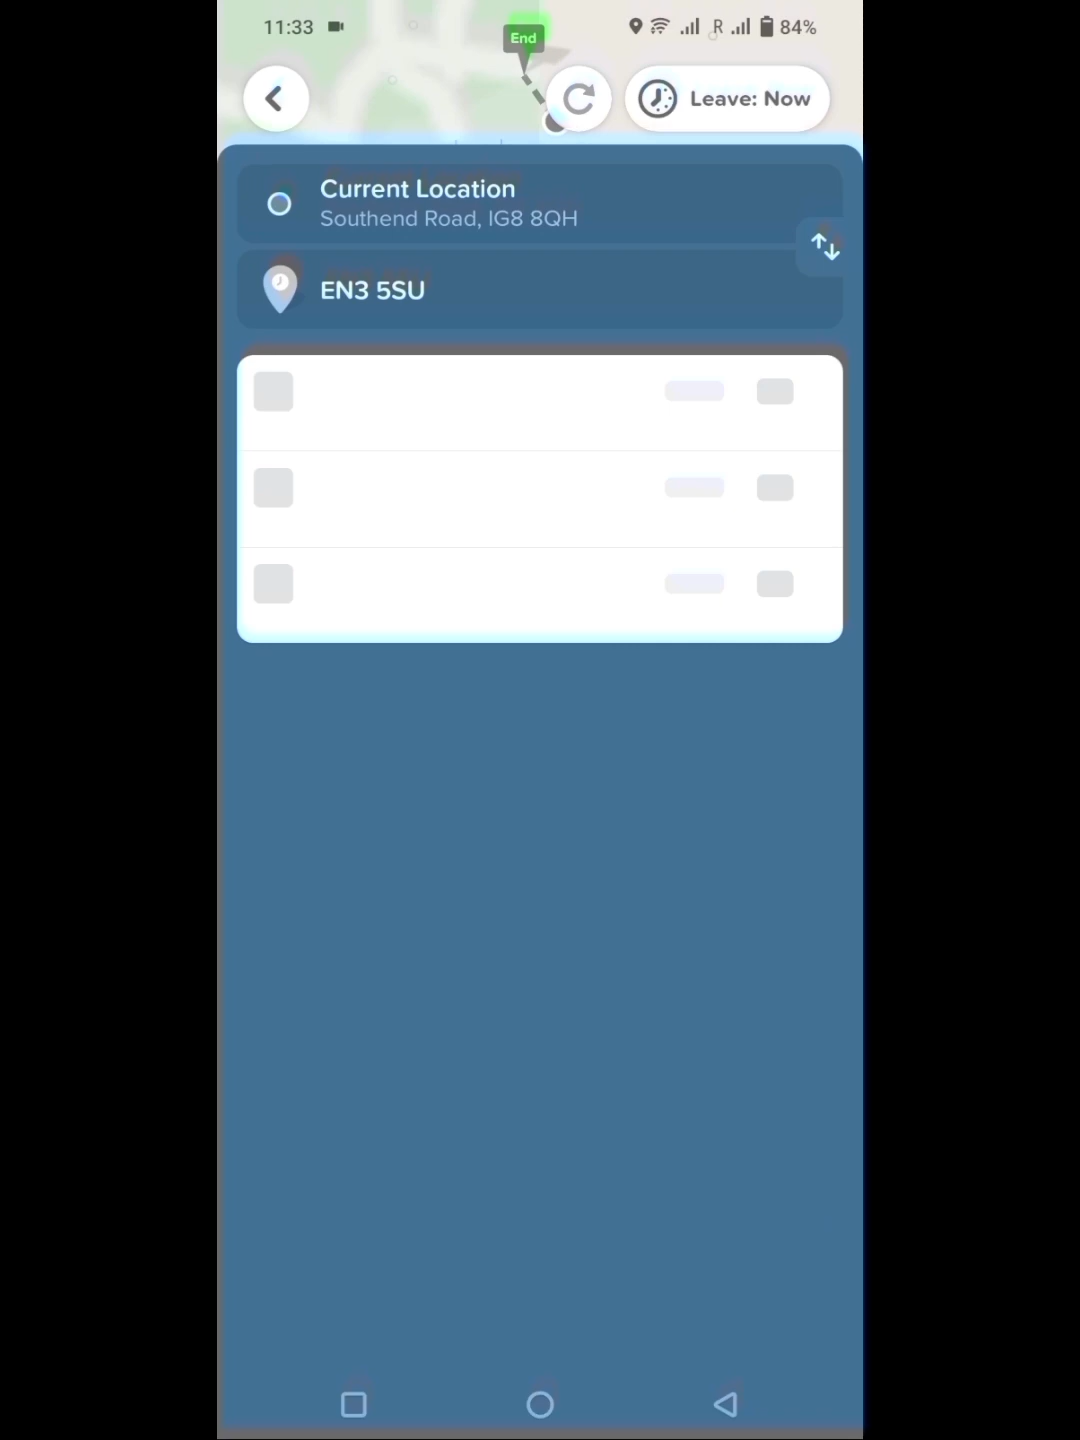 11:33
R
84%
End
Leave: Now
Current Location
Southend Road, IG8 8QH
EN3 5SU